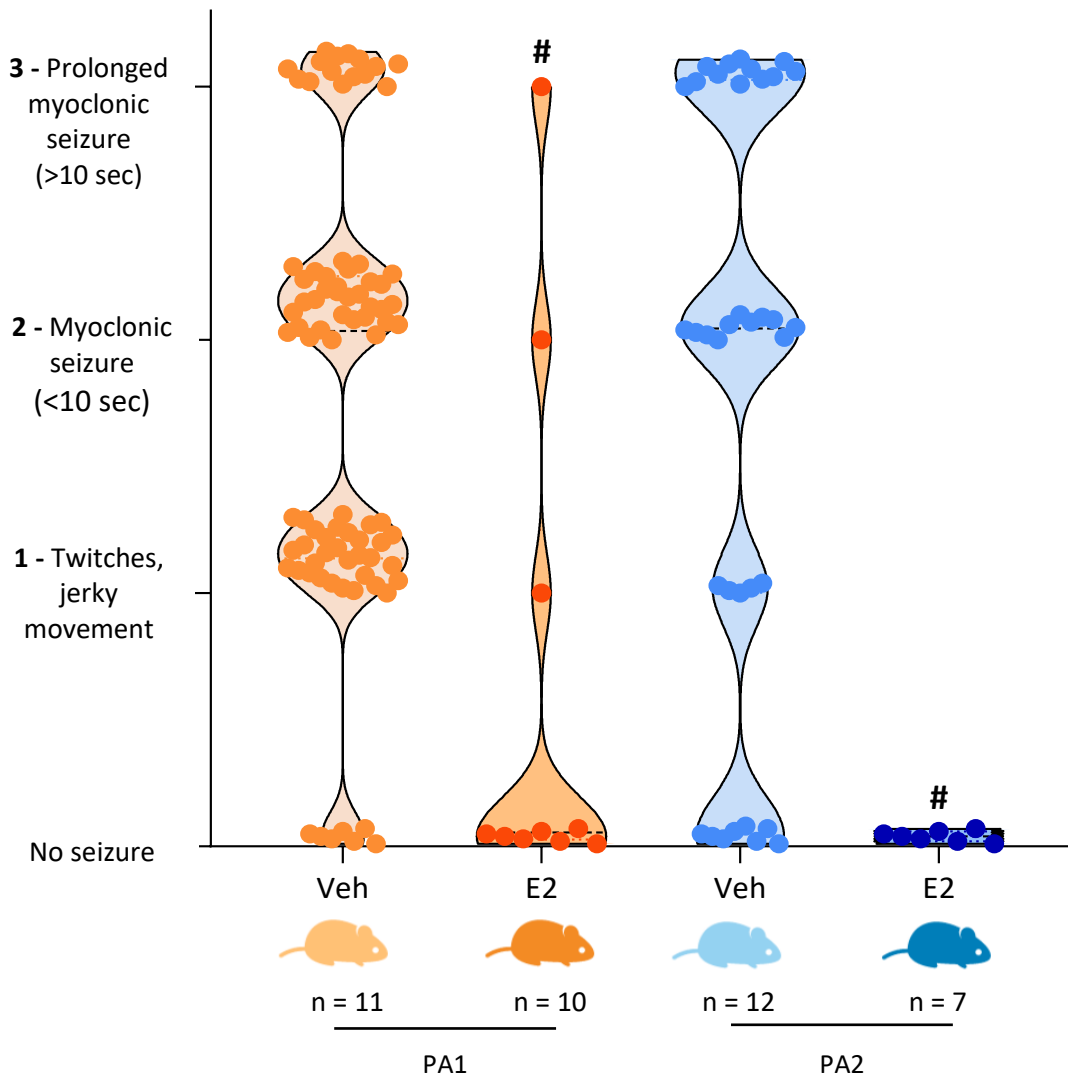 3 - Prolonged
myoclonic
seizure
(>10 sec)
#
2 - Myoclonic
seizure
(<10 sec)
1 - Twitches,
jerky
movement
#
No seizure
Veh E2 Veh E2
n = 11 n = 10 n = 12 n = 7
PA1 PA2